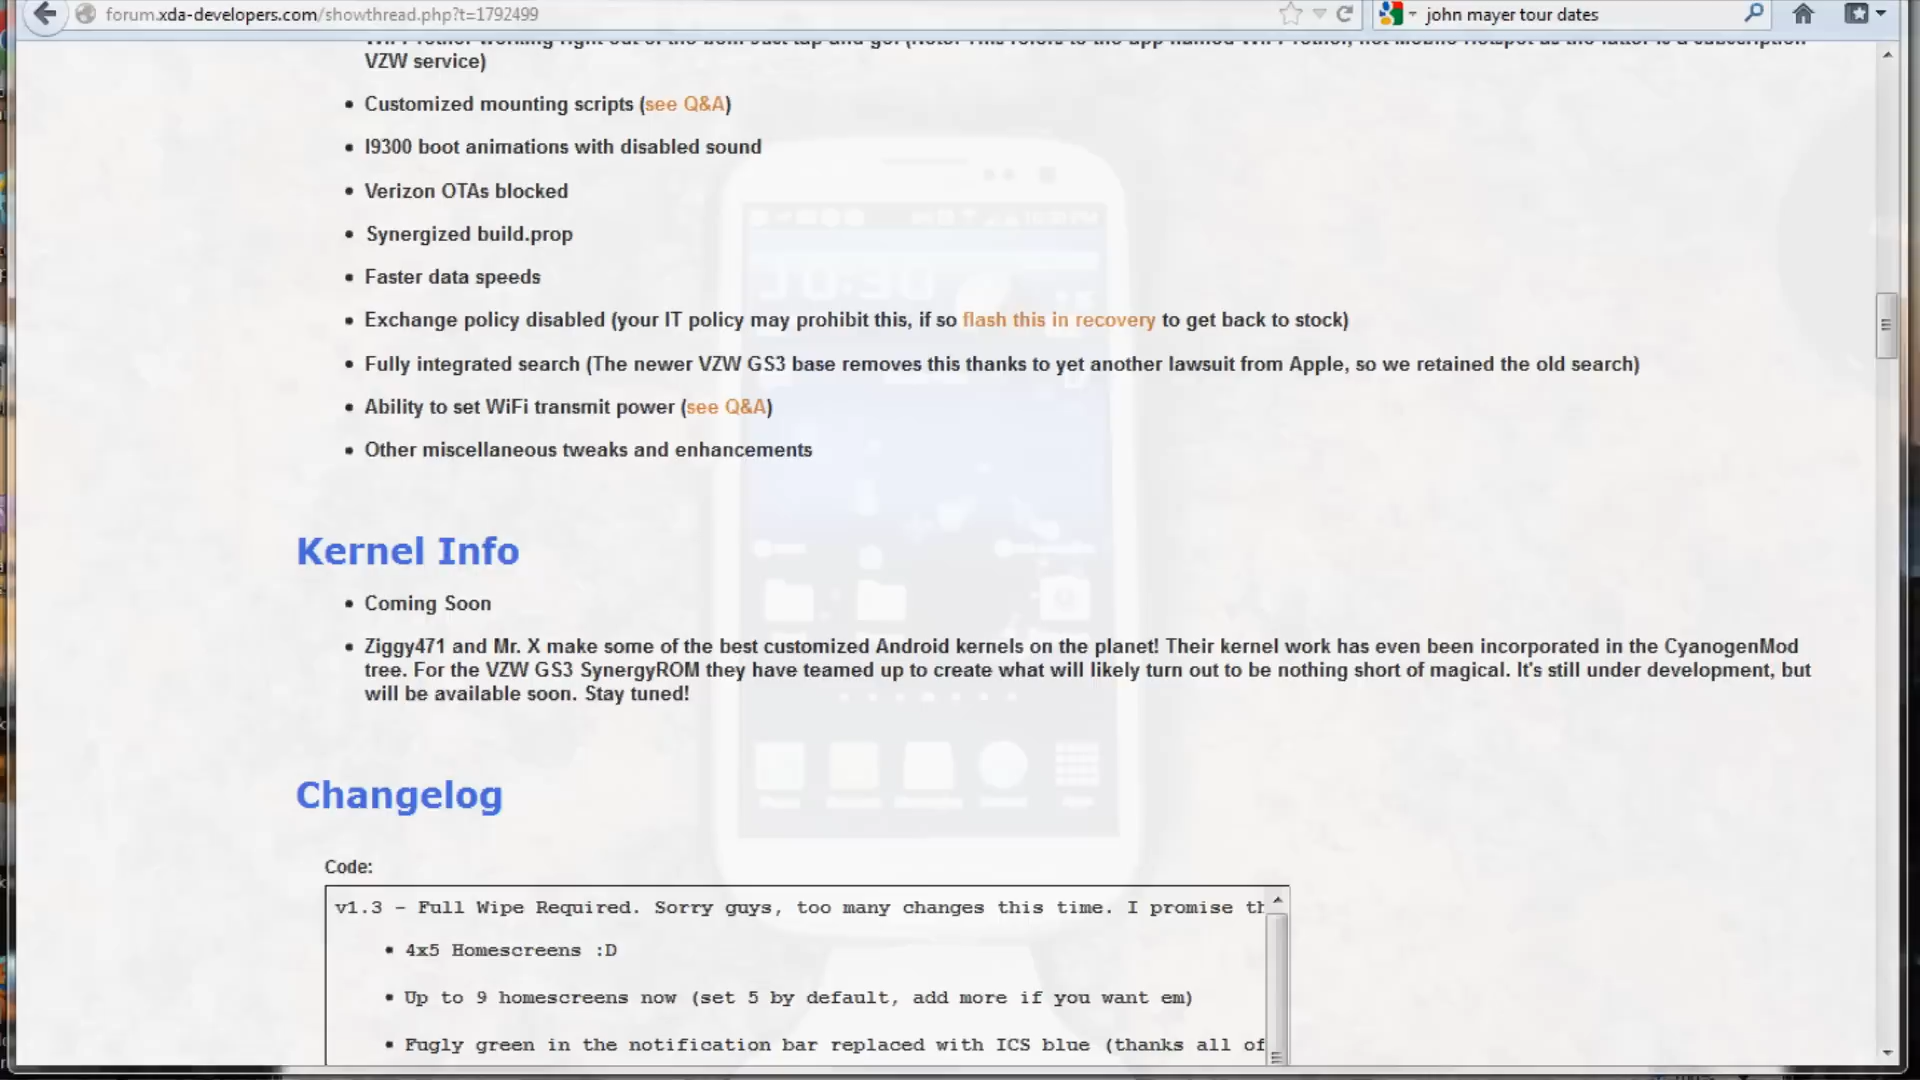 forum.xda-developers.com/showthread.php?t=1792499
john mayer tour dates
VZW service)
Customized mounting scripts (see Q&A)
I9300 boot animations with disabled sound
Verizon OTAs blocked
Synergized build.prop
Faster data speeds
Exchange policy disabled (your IT policy may prohibit this, if so flash this in recovery to get back to stock)
Fully integrated search (The newer VZW GS3 base removes this thanks to yet another lawsuit from Apple, so we retained the old search)
Ability to set WiFi transmit power (see Q&A)
Other miscellaneous tweaks and enhancements
Kernel Info
Coming Soon
Ziggy471 and Mr. X make some of the best customized Android kernels on the planet! Their kernel work has even been incorporated in the CyanogenMod
tree. For the VZW GS3 SynergyROM they have teamed up to create what will likely turn out to be nothing short of magical. It's still under development, but
will be available soon. Stay tuned!
Changelog
Code:
v1.3 - Full Wipe Required. Sorry guys, too many changes this time. I promise th
4x5 Homescreens :D
Up to 9 homescreens now (set 5 by default, add more if you want em)
Fugly green in the notification bar replaced with ICS blue (thanks all of